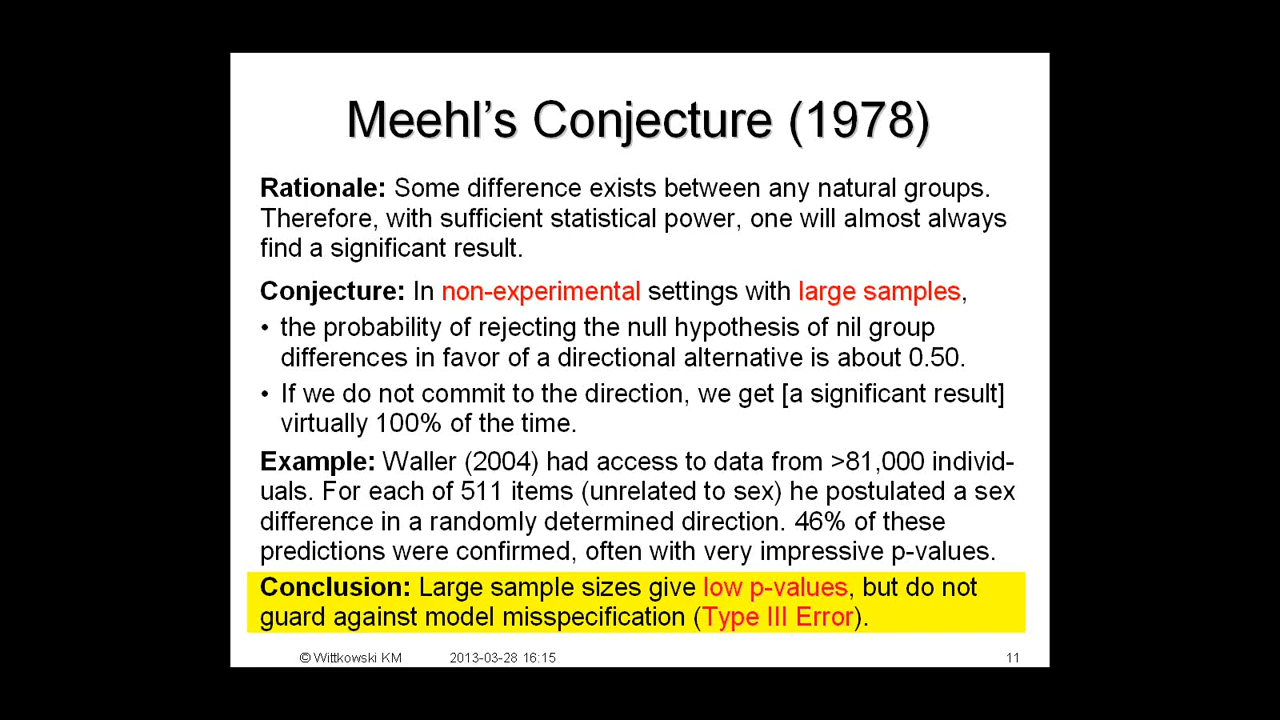 Meehl’s Conjecture (1978)
Rationale: Some difference exists between any natural groups.
Therefore, with sufficient statistical power, one will almost always
find a significant result.
Conjecture: In non-experimental settings with large samples,
• the probability of rejecting the null hypothesis of nil group
differences in favor of a directional alternative is about 0.50.
• If we do not commit to the direction, we get [a significant result]
virtually 100% of the time.
Example: Waller (2004) had access to data from >81,000 individ-
uals. For each of 511 items (unrelated to sex) he postulated a sex
difference in a randomly determined direction. 46% of these
predictions were confirmed, often with very impressive p-values.
Conclusion: Large sample sizes give low p-values, but do not
guard against model misspecification (Type III Error).
© Wittkowski KM 2013-03-28 16:15 11